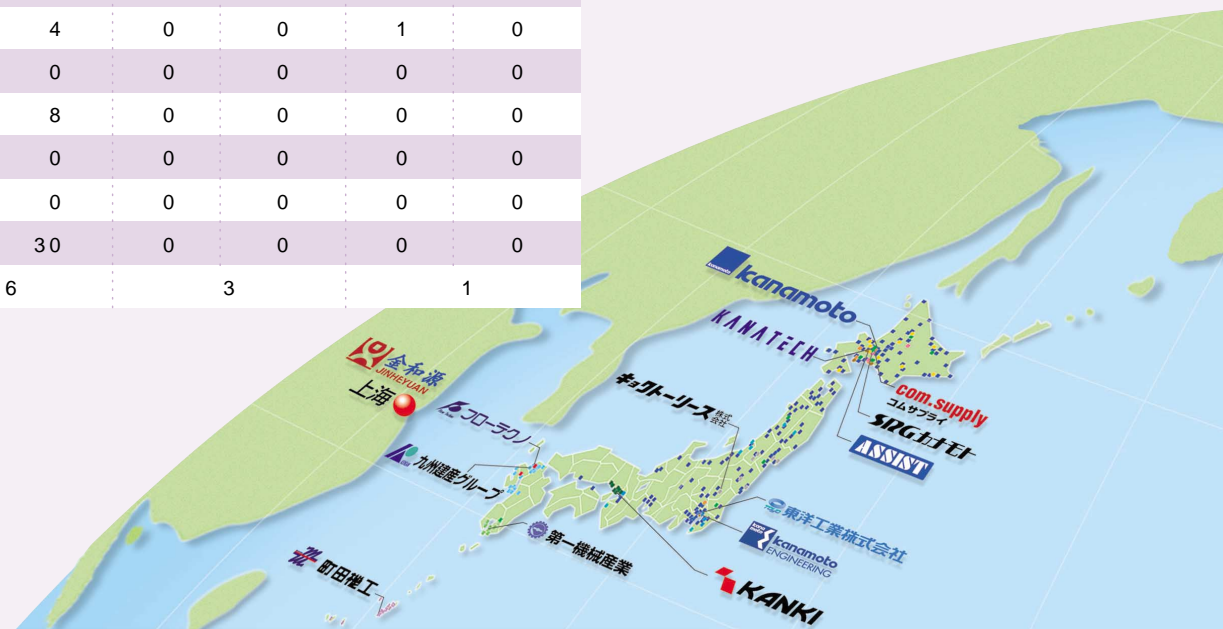 4 0 0 1 0
0 0 0 0 0
8 0 0 0 0
0 0 0 0 0
0 0 0 0 0
30 0 0 0 0
6 3 1
kanamoto
kanamoto
KANATECH
金和源
JINHEYUAN
上海
キョクトーリース 株式会社
com.supply
コムサプライ
SRGカナモト
ASSIST
フローテクノ
九州建産グループ
東洋工業株式会社
kanamoto
ENGINEERING
第一機械産業
町田機工
KANKI